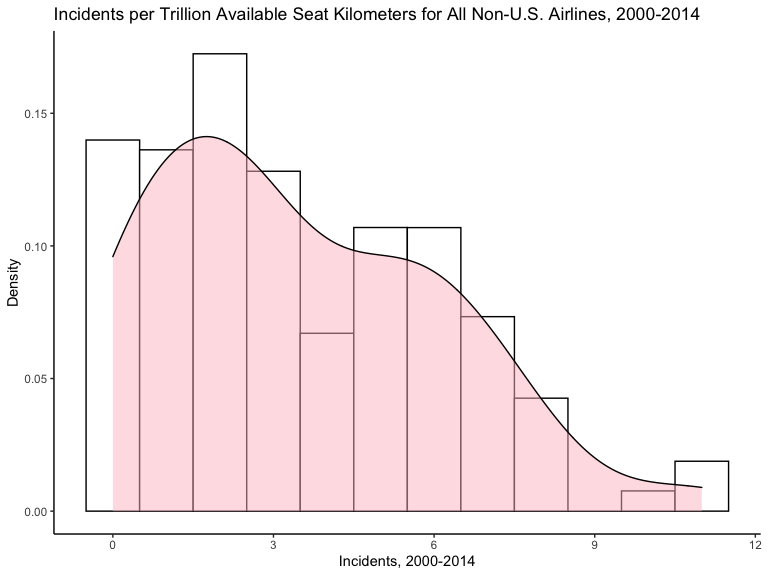 Incidents per Trillion Available Seat Kilometers for All Non-U.S. Airlines, 2000-2014
0.15
0.10
0.05
0.00
Density
0 3 6 9 12
Incidents, 2000-2014